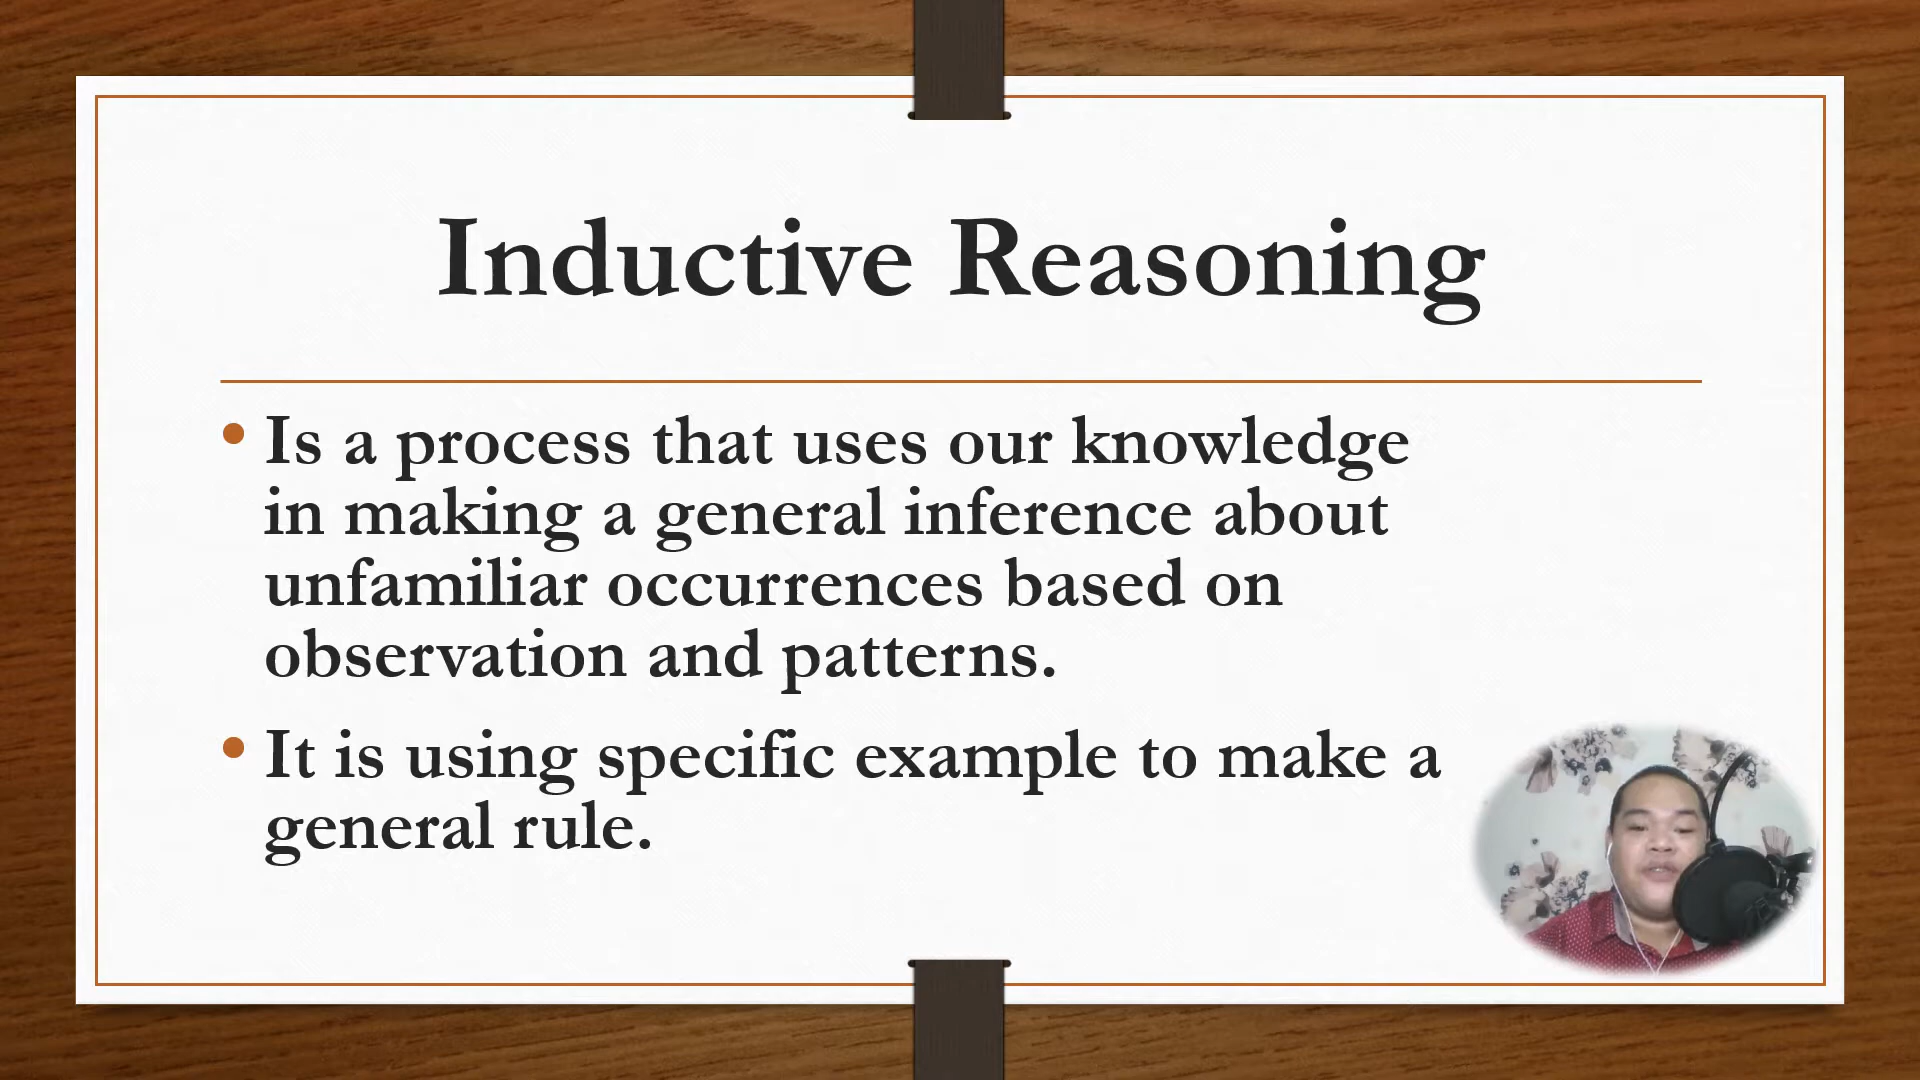 Inductive Reasoning
• Is a process that uses our knowledge
in making a general inference about
unfamiliar occurrences based on
observation and patterns.
• It is using specific example to make a
general rule.